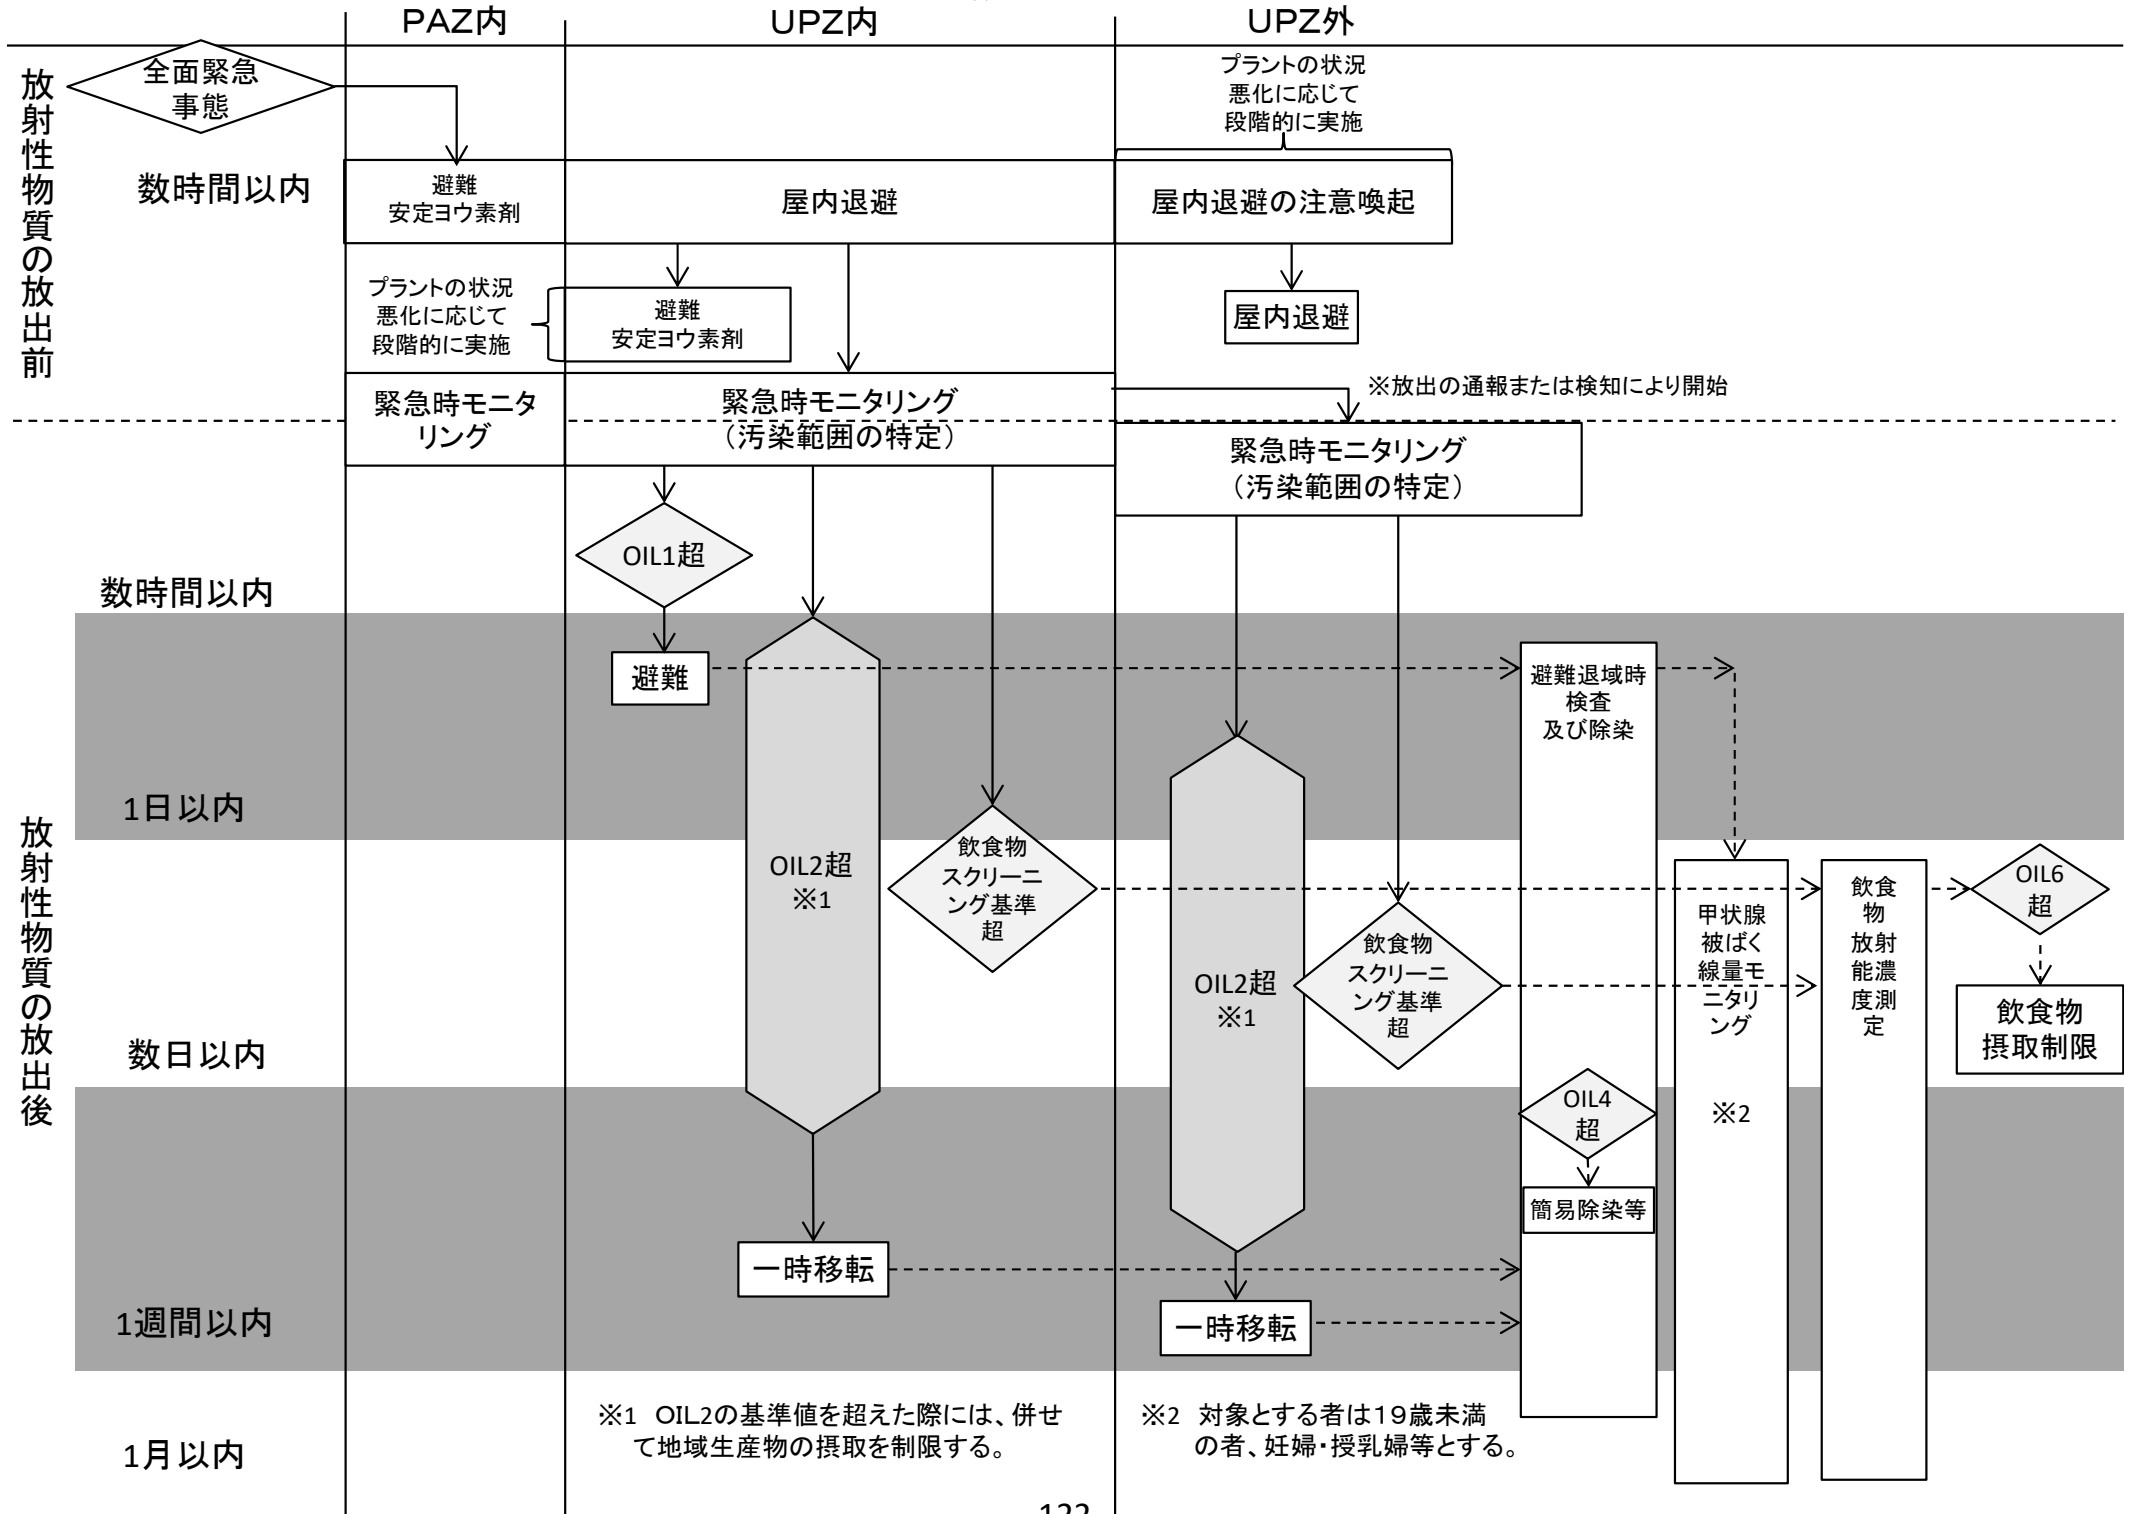 PAZ内
UPZ内
UPZ外
放射性物質の放出前
全面緊急
事態
プラントの状況
悪化に応じて
段階的に実施
数時間以内
避難
安定ヨウ素剤
屋内退避
屋内退避の注意喚起
プラントの状況
悪化に応じて
段階的に実施
避難
安定ヨウ素剤
屋内退避
緊急時モニタ
リング
緊急時モニタリング
（汚染範囲の特定）
※放出の通報または検知により開始
緊急時モニタリング
（汚染範囲の特定）
放射性物質の放出後
OIL1超
数時間以内
避難
避難退域時
検査
及び除染
1日以内
OIL2超
※1
飲食物
スクリーニ
ング基準
超
OIL2超
※1
飲食物
スクリーニ
ング基準
超
甲状腺
被ばく
線量モ
ニタリ
ング
※2
飲食
物
放射
能濃
度測
定
OIL6
超
飲食物
摂取制限
数日以内
OIL4
超
簡易除染等
一時移転
一時移転
1週間以内
※1 OIL2の基準値を超えた際には、併せ
て地域生産物の摂取を制限する。
※2 対象とする者は１９歳未満
の者、妊婦・授乳婦等とする。
1月以内